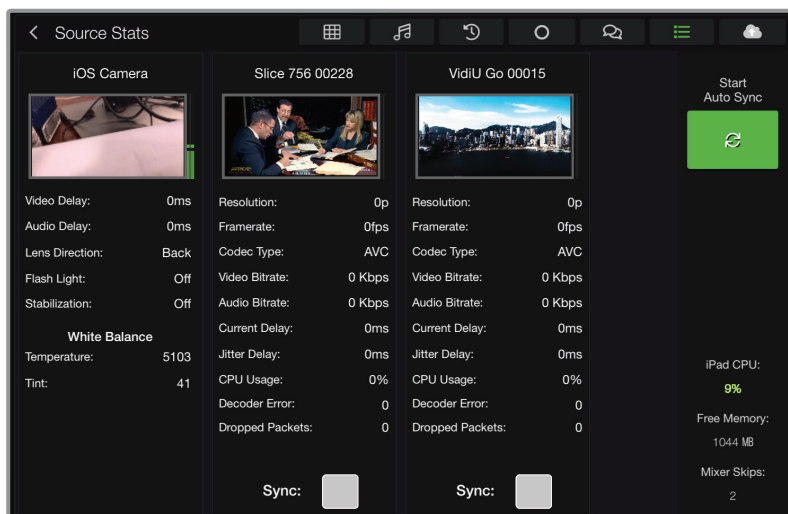 Source Stats
iOS Camera
Video Delay: 0ms
Audio Delay: 0ms
Lens Direction: Back
Flash Light: Off
Stabilization: Off
White Balance
Temperature: 5103
Tint: 41
Slice 756 00228
Resolution: 0p
Framerate: 0fps
Codec Type: AVC
Video Bitrate: 0 Kbps
Audio Bitrate: 0 Kbps
Current Delay: 0ms
Jitter Delay: 0ms
CPU Usage: 0%
Decoder Error: 0
Dropped Packets: 0
Sync:
VidiU Go 00015
Resolution: 0p
Framerate: 0fps
Codec Type: AVC
Video Bitrate: 0 Kbps
Audio Bitrate: 0 Kbps
Current Delay: 0ms
Jitter Delay: 0ms
CPU Usage: 0%
Decoder Error: 0
Dropped Packets: 0
Sync:
Start
Auto Sync
iPad CPU:
9%
Free Memory:
1044 MB
Mixer Skips:
2